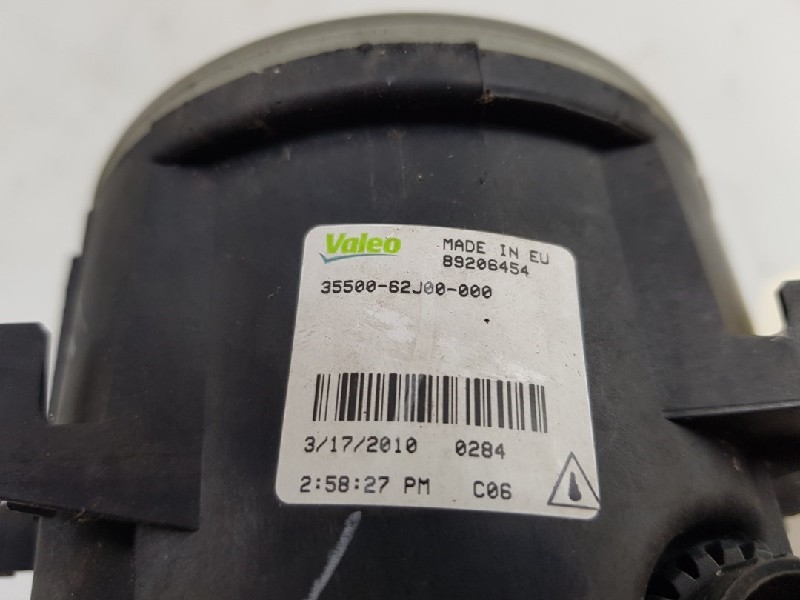 Valeo MADE IN EU
89206454
35500-62J00-000
3/17/2010 0284
2:58:27 PM C06